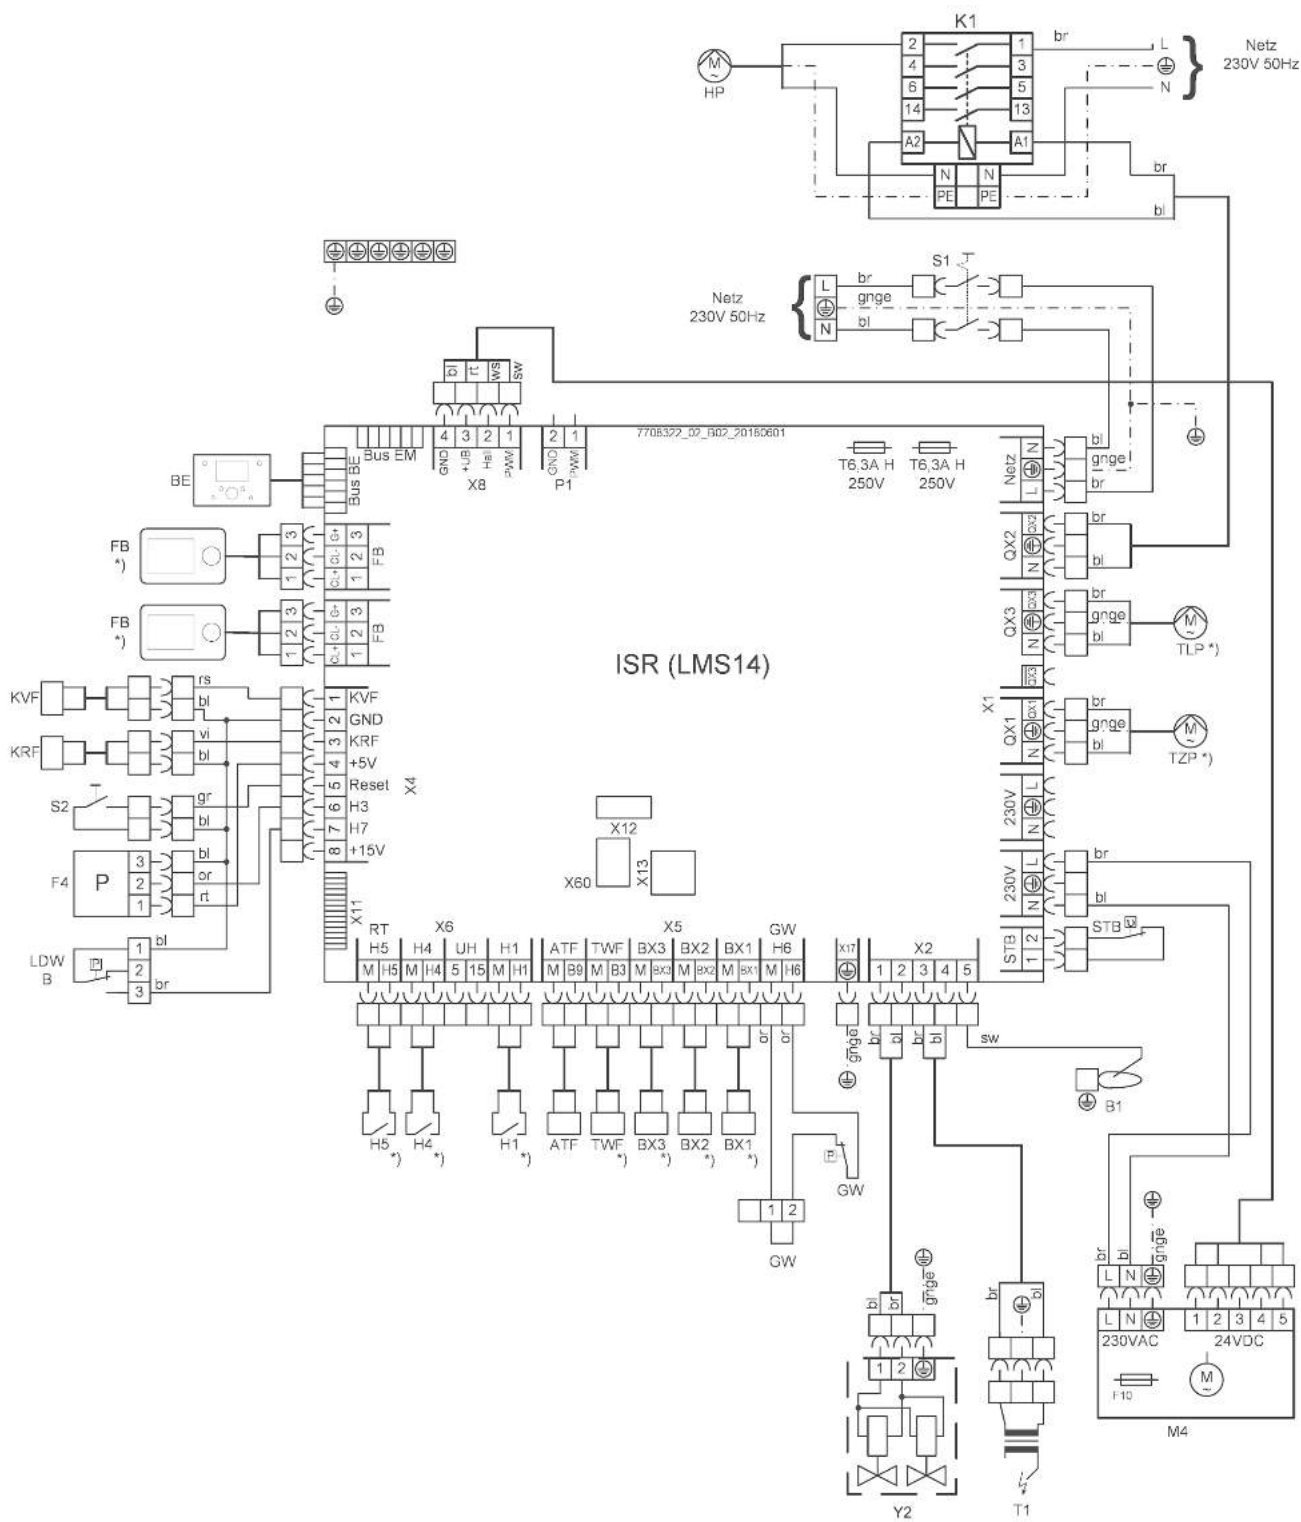 K1
2 1 br L
Netz
230V 50Hz
4 3
M
~
HP
6 5 N
14 13
A2 A1
br
N N
PE PE
bl
S1
Netz
230V 50Hz
L br
gnge
N bl
bl rt ws sw
7708322_02_B02_20160601
Bus EM
4 3 2 1
GND +UB Hall PWM
X8
2 1
GND PWM
P1
T6,3A H
250V
T6,3A H
250V
Netz
N
L
bl
gnge
br
BE
Bus BE
FB
*)
3 G+ 3
2 CL- 2
1 CL+ 1
FB
FB
*)
3 G+ 3
2 CL- 2
1 CL+ 1
FB
QX2
QX2
N
br
bl
QX3
QX3
N
br
gnge
bl
M
~
TLP *)
QX3
X1
QX1
QX1
N
br
gnge
bl
M
~
TZP *)
230V
L
N
230V
L
N
br
bl
STB
2
1
STB
ISR (LMS14)
KVF
rs
bl
KRF
vi
bl
S2
gr
bl
F4
P
3 bl
2 or
1 rt
1 KVF
2 GND
3 KRF
4 +5V
5 Reset
6 H3
7 H7
8 +15V
X4
LDW
B
P
1 bl
2
3 br
X11
X12
X60
X13
RT X6 X5 GW
H5 H4 UH H1 ATF TWF BX3 BX2 BX1 H6 X17 X2
M H5 M H4 5 15 M H1 M B9 M B3 M BX3 M BX2 M BX1 M H6 1 2 3 4 5
or or gnge br bl br bl sw
B1
H5 *)
H4 *)
H1 *)
ATF
TWF *)
BX3 *)
BX2 *)
BX1 *)
P
GW
1 2
GW
bl br gnge
1 2
Y2
br bl
T1
br bl gnge
L N
L N 1 2 3 4 5
230VAC 24VDC
F10
M
~
M4